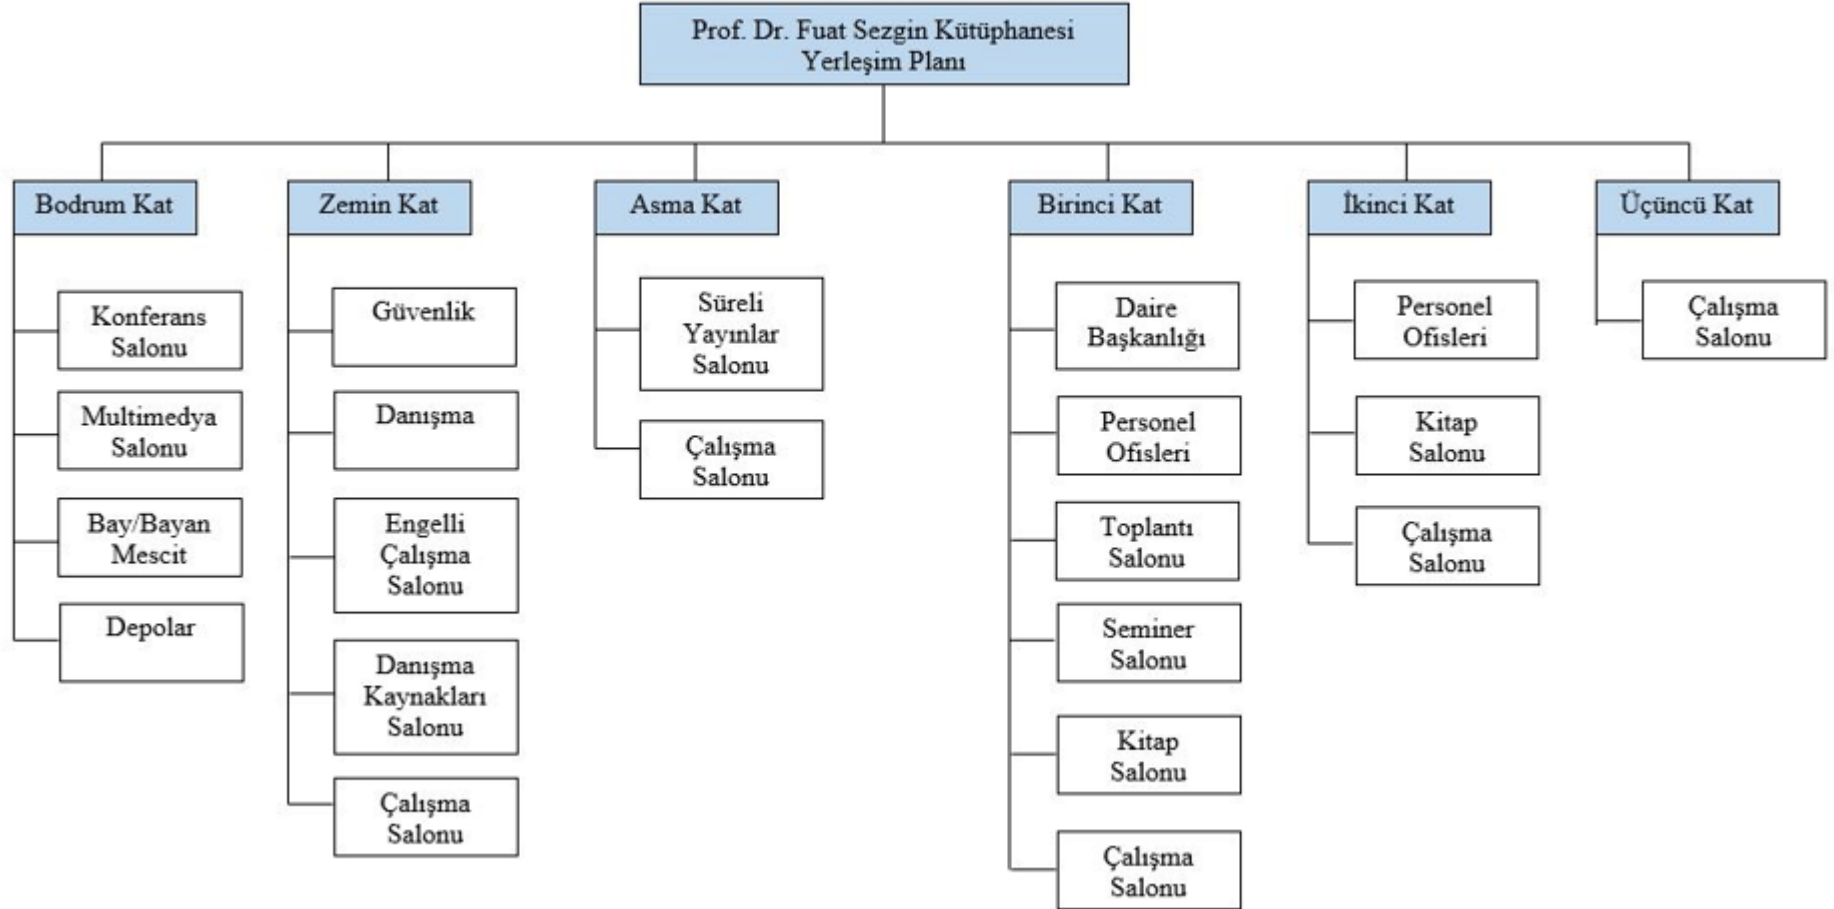 Prof. Dr. Fuat Sezgin Kütüphanesi
Yerleşim Planı
Bodrum Kat
Konferans
Salonu
Multimedya
Salonu
Bay/Bayan
Mescit
Depolar
Zemin Kat
Güvenlik
Danışma
Engelli
Çalışma
Salonu
Danışma
Kaynakları
Salonu
Çalışma
Salonu
Asma Kat
Süreli
Yayınlar
Salonu
Çalışma
Salonu
Birinci Kat
Daire
Başkanlığı
Personel
Ofisleri
Toplantı
Salonu
Seminer
Salonu
Kitap
Salonu
Çalışma
Salonu
İkinci Kat
Personel
Ofisleri
Kitap
Salonu
Çalışma
Salonu
Üçüncü Kat
Çalışma
Salonu